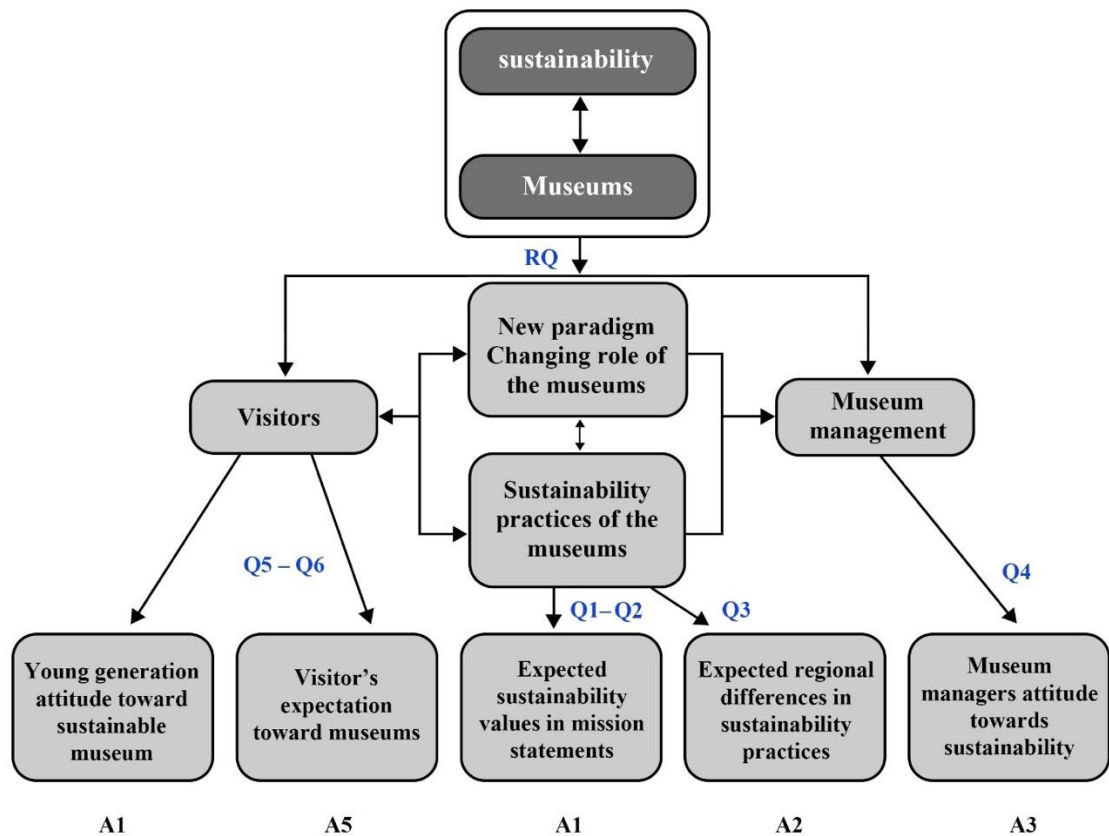 sustainability
Museums
RQ
New paradigm
Changing role of
the museums
Visitors
Museum
management
Sustainability
practices of the
museums
Q5 – Q6
Q1– Q2
Q3
Q4
Young generation
attitude toward
sustainable
museum
Visitor’s
expectation
toward museums
Expected
sustainability
values in mission
statements
Expected regional
differences in
sustainability
practices
Museum
managers attitude
towards
sustainability
A1
A5
A1
A2
A3